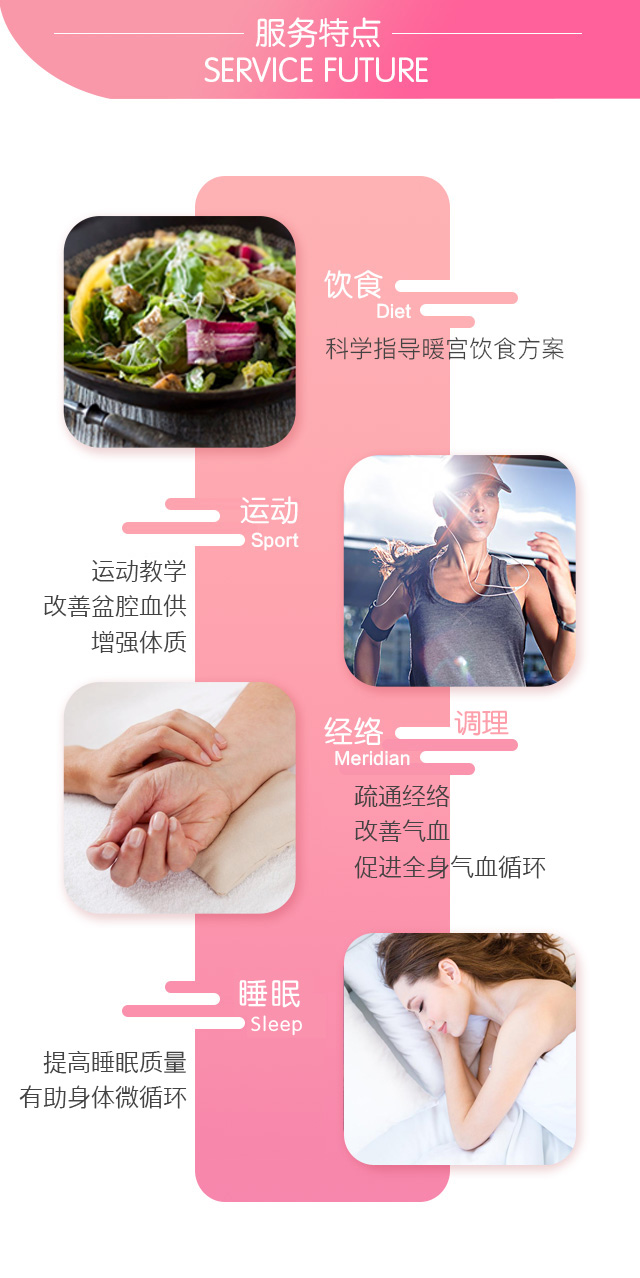 服务特点
SERVICE FUTURE
饮食
Diet
科学指导暖宫饮食方案
运动
Sport
运动教学
改善盆腔血供
增强体质
经络调理
Meridian
疏通经络
改善气血
促进全身气血循环
睡眠
Sleep
提高睡眠质量
有助身体微循环